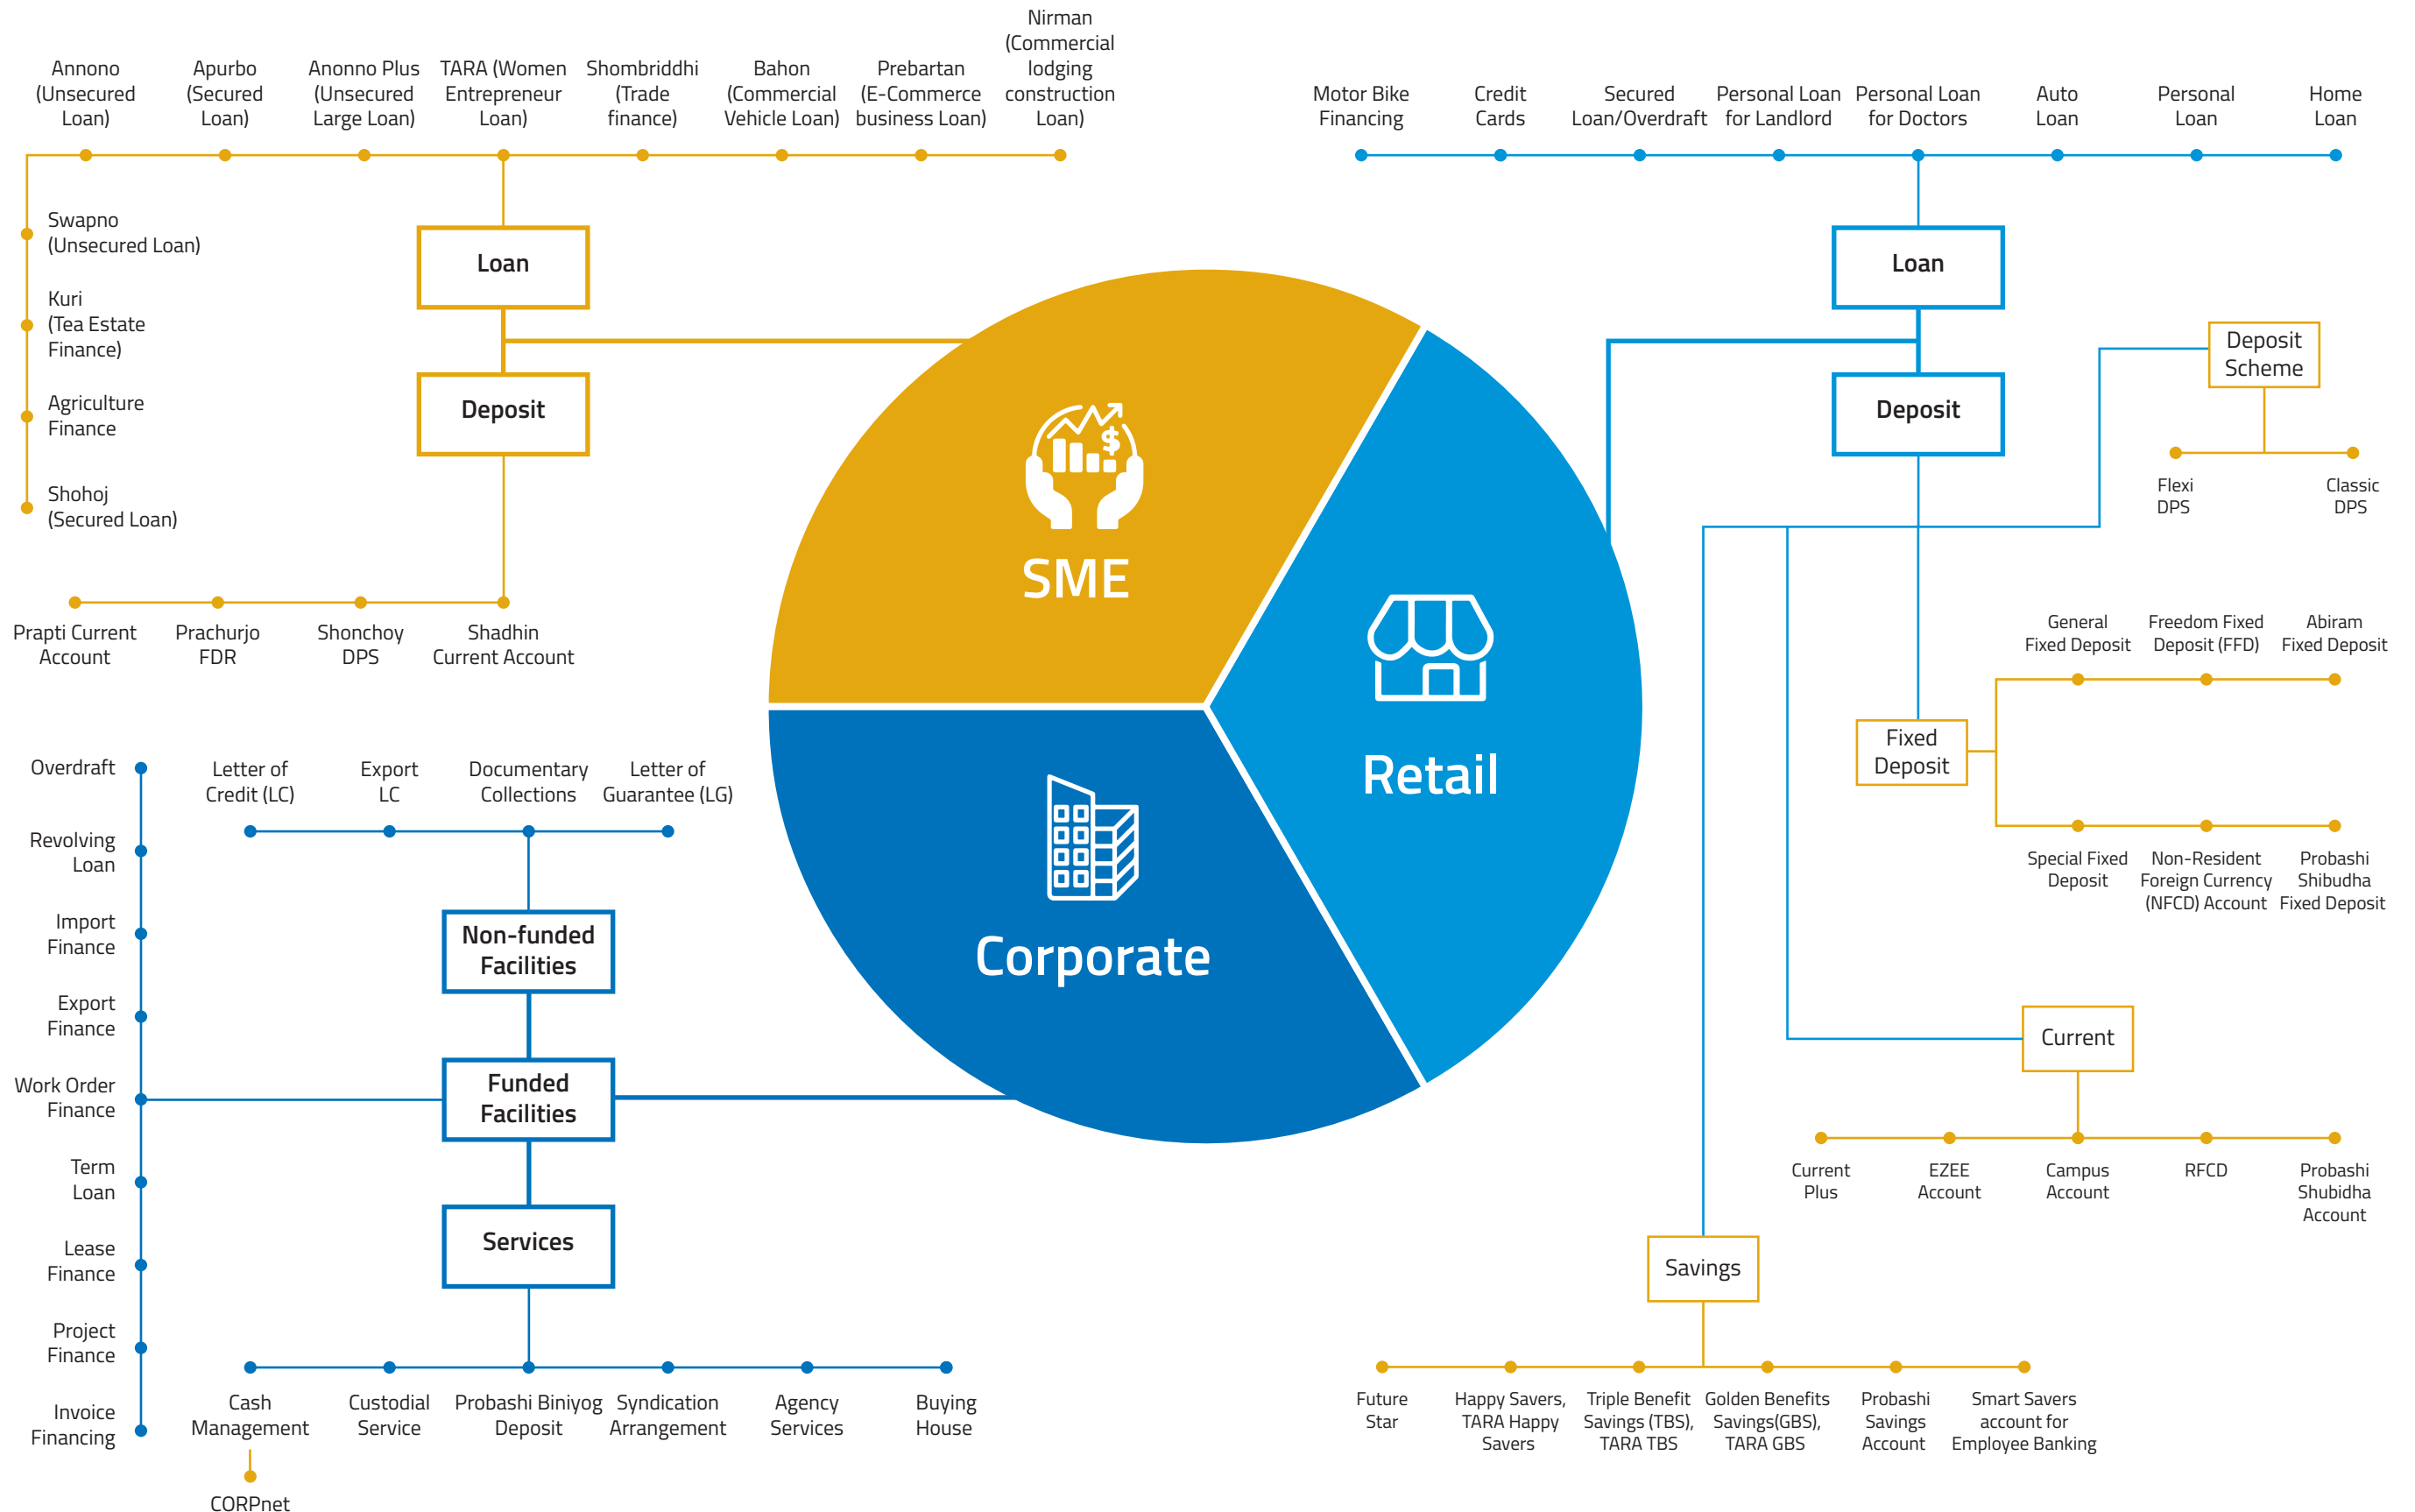 Annono
(Unsecured
Loan)
Apurbo
(Secured
Loan)
Anonno Plus
(Unsecured
Large Loan)
TARA (Women
Entrepreneur
Loan)
Shombriddhi
(Trade
finance)
Bahon
(Commercial
Vehicle Loan)
Prebartan
(E-Commerce
business Loan)
Nirman
(Commercial
lodging
construction
Loan)
Swapno
(Unsecured Loan)
Kuri
(Tea Estate
Finance)
Agriculture
Finance
Shohoj
(Secured Loan)
Loan
Deposit
Prapti Current
Account
Prachurjo
FDR
Shonchoy
DPS
Shadhin
Current Account
SME
Motor Bike
Financing
Credit
Cards
Secured
Loan/Overdraft
Personal Loan
for Landlord
Personal Loan
for Doctors
Auto
Loan
Personal
Loan
Home
Loan
Loan
Deposit
Deposit
Scheme
Flexi
DPS
Classic
DPS
Retail
General
Fixed Deposit
Freedom Fixed
Deposit (FFD)
Abiram
Fixed Deposit
Fixed
Deposit
Special Fixed
Deposit
Non-Resident
Foreign Currency
(NFCD) Account
Probashi
Shibudha
Fixed Deposit
Current
Current
Plus
EZEE
Account
Campus
Account
RFCD
Probashi
Shubidha
Account
Savings
Future
Star
Happy Savers,
TARA Happy
Savers
Triple Benefit
Savings (TBS),
TARA TBS
Golden Benefits
Savings(GBS),
TARA GBS
Probashi
Savings
Account
Smart Savers
account for
Employee Banking
Corporate
Overdraft
Revolving
Loan
Import
Finance
Export
Finance
Work Order
Finance
Term
Loan
Lease
Finance
Project
Finance
Invoice
Financing
Letter of
Credit (LC)
Export
LC
Documentary
Collections
Letter of
Guarantee (LG)
Non-funded
Facilities
Funded
Facilities
Services
Cash
Management
Custodial
Service
Probashi Biniyog
Deposit
Syndication
Arrangement
Agency
Services
Buying
House
CORPnet